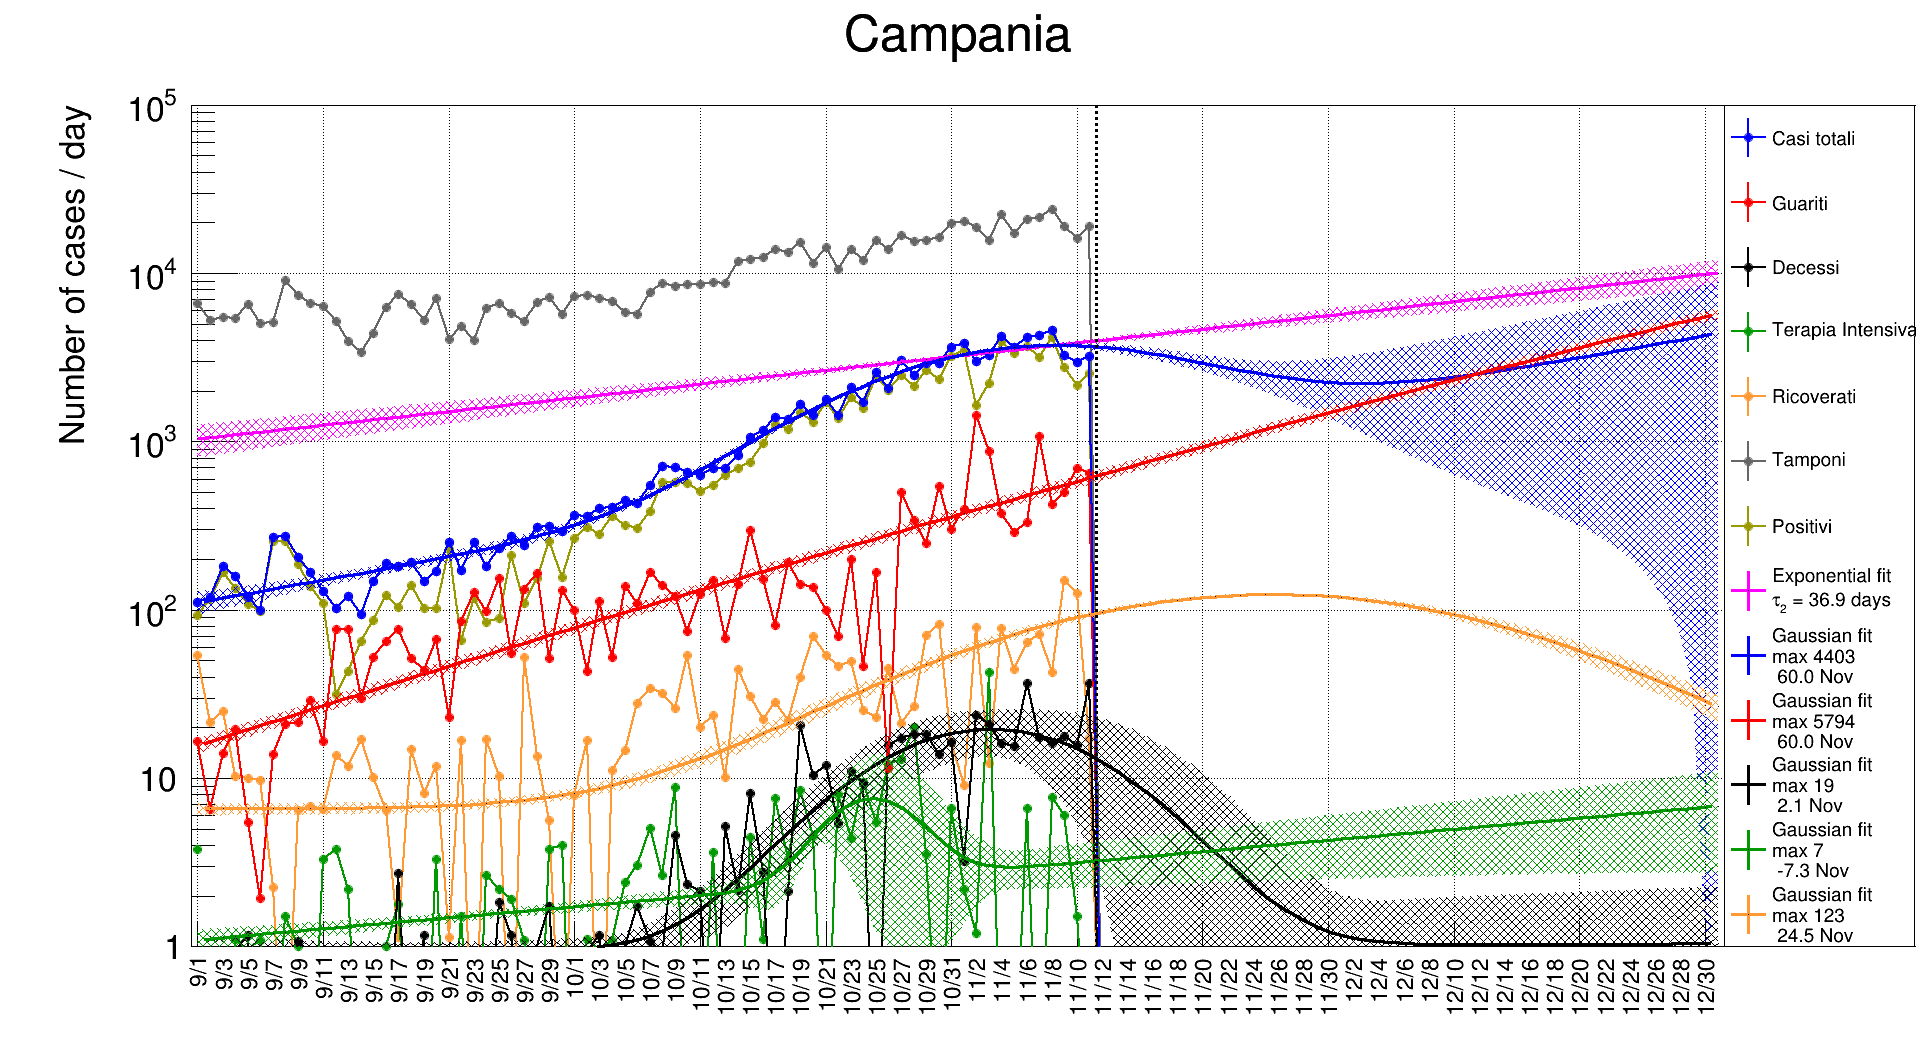 Campania
Number of cases / day
10^5
10^4
10^3
10^2
10
1
9/1 9/3 9/5 9/7 9/9 9/11 9/13 9/15 9/17 9/19 9/21 9/23 9/25 9/27 9/29 10/1 10/3 10/5 10/7 10/9 10/11 10/13 10/15 10/17 10/19 10/21 10/23 10/25 10/27 10/29 10/31 11/2 11/4 11/6 11/8 11/10 11/12 11/14 11/16 11/18 11/20 11/22 11/24 11/26 11/28 11/30 12/2 12/4 12/6 12/8 12/10 12/12 12/14 12/16 12/18 12/20 12/22 12/24 12/26 12/28 12/30
Casi totali
Guariti
Decessi
Terapia Intensiva
Ricoverati
Tamponi
Positivi
Exponential fit
τ₂ = 36.9 days
Gaussian fit
max 4403
60.0 Nov
Gaussian fit
max 5794
60.0 Nov
Gaussian fit
max 19
2.1 Nov
Gaussian fit
max 7
-7.3 Nov
Gaussian fit
max 123
24.5 Nov